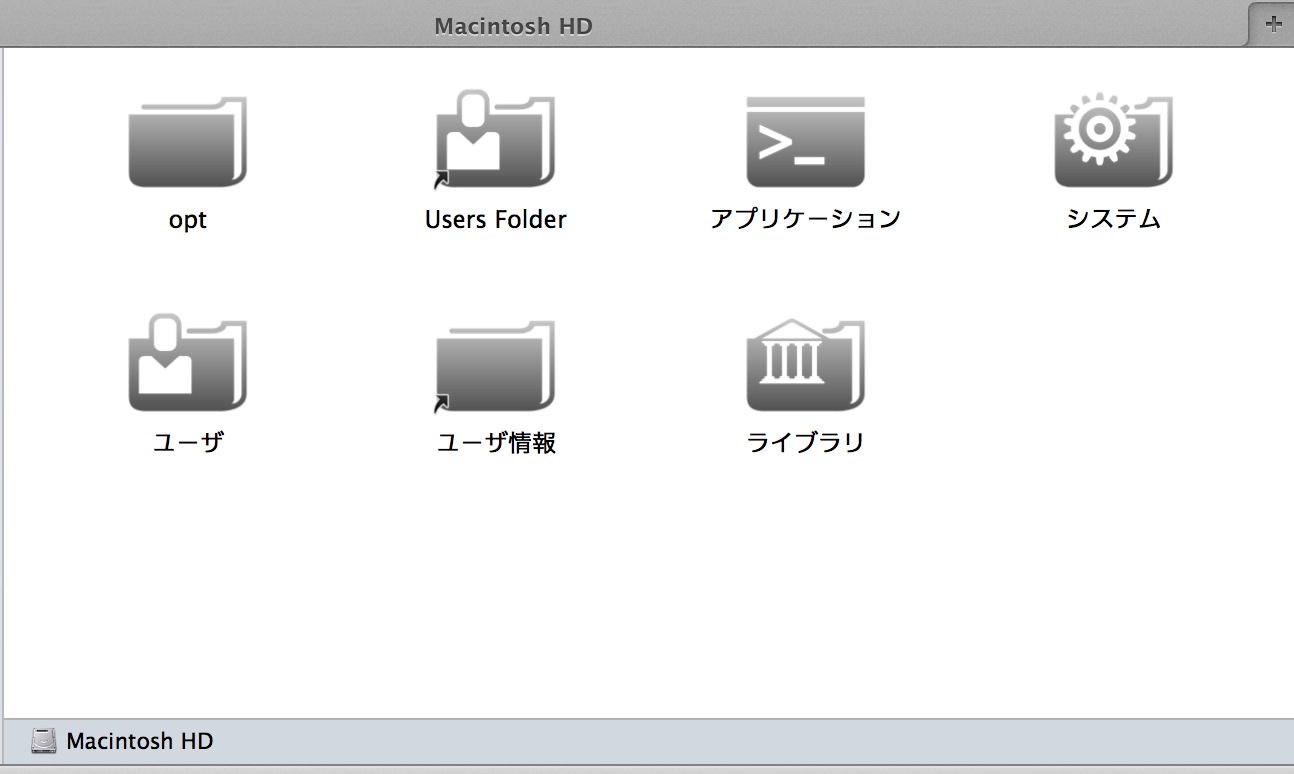 Macintosh HD
opt
Users Folder
アプリケーション
システム
ユーザ
ユーザ情報
ライブラリ
Macintosh HD